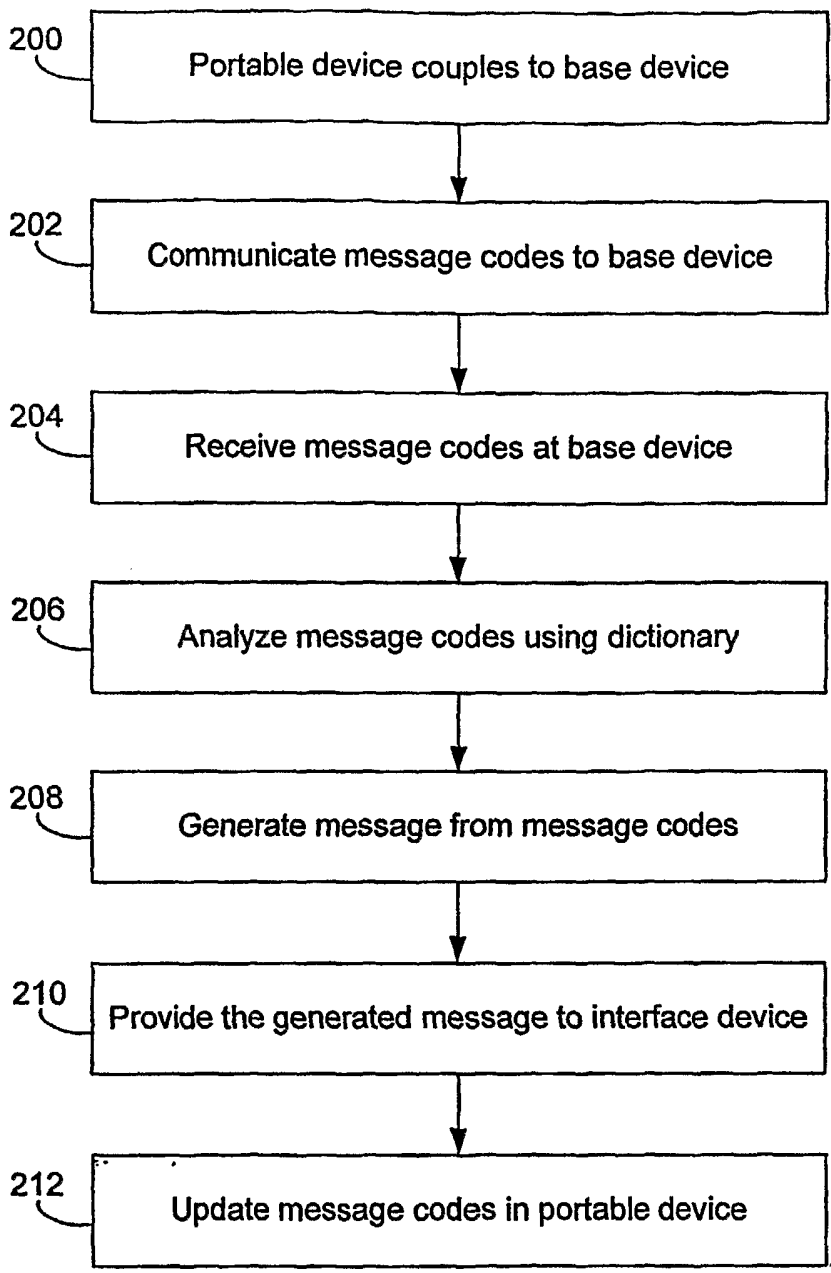 200
Portable device couples to base device
202
Communicate message codes to base device
204
Receive message codes at base device
206
Analyze message codes using dictionary
208
Generate message from message codes
210
Provide the generated message to interface device
212
Update message codes in portable device